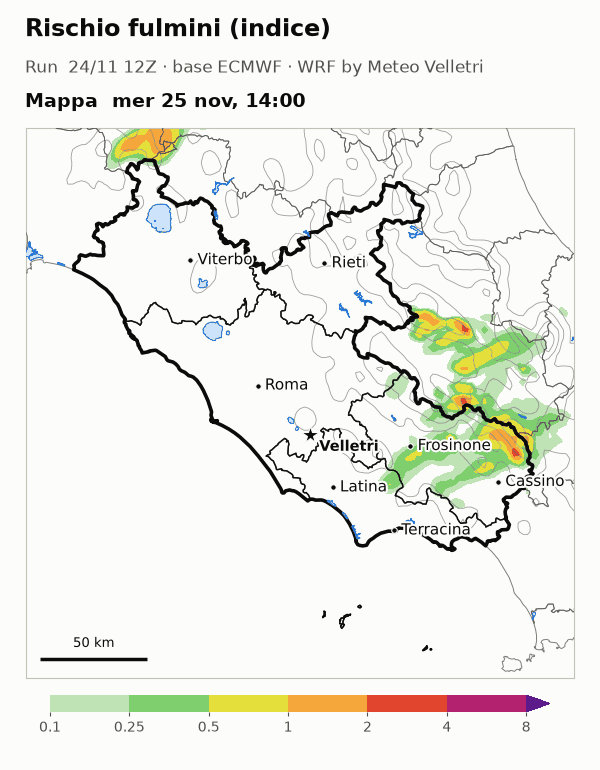 Rischio fulmini (indice)
Run  24/11 12Z · base ECMWF · WRF by Meteo Velletri
Mappa  mer 25 nov, 14:00
Viterbo
Rieti
Roma
Velletri
Frosinone
Latina
Cassino
Terracina
50 km
0.1 0.25 0.5 1 2 4 8